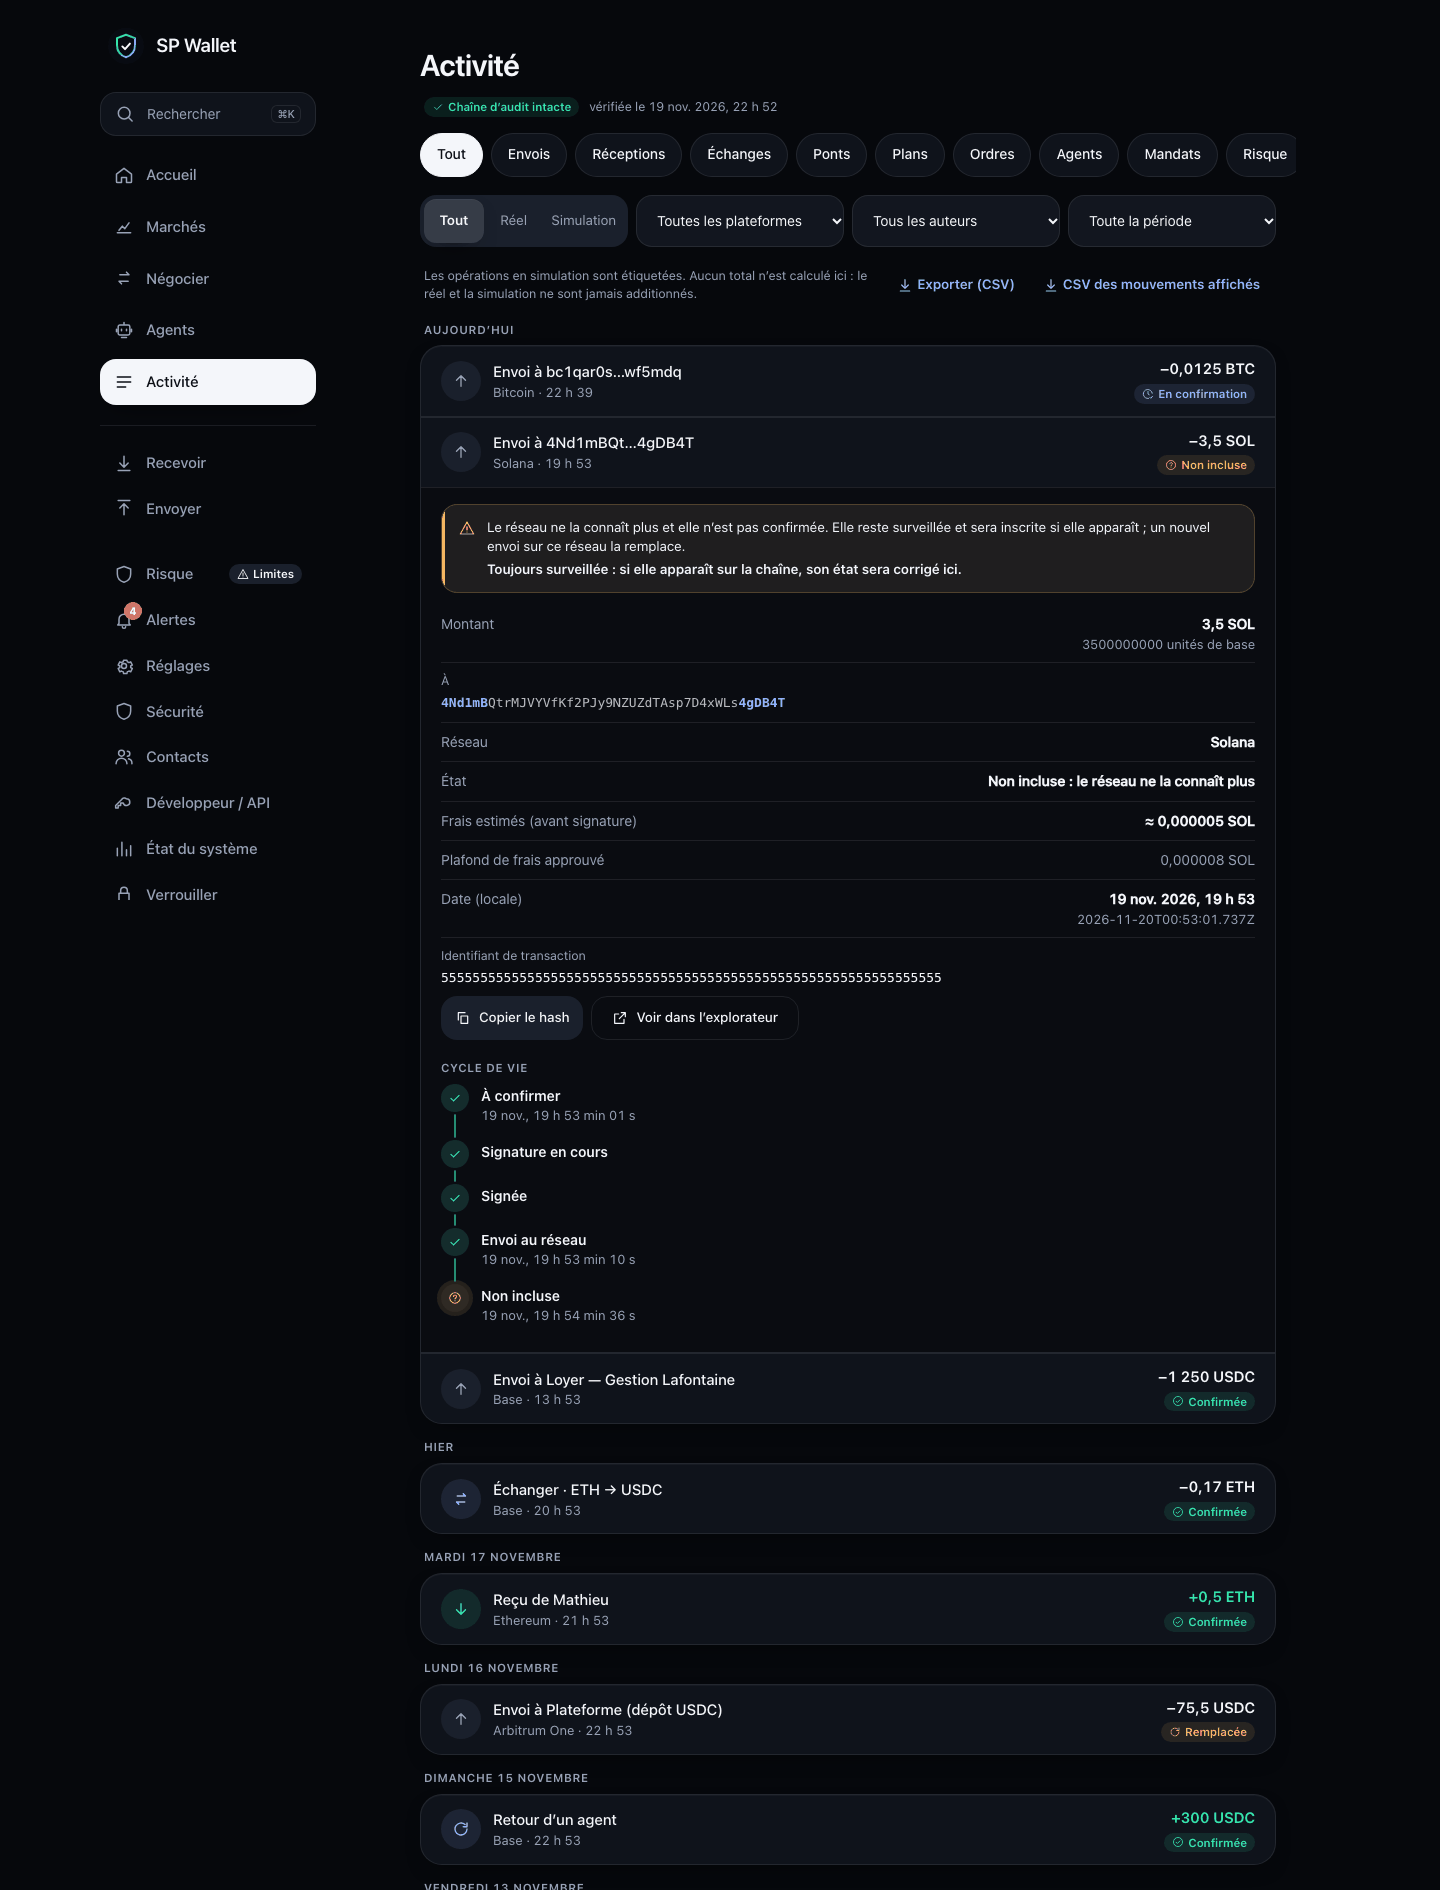 SP Wallet
Rechercher ⌘K
Accueil
Marchés
Négocier
Agents
Activité
Recevoir
Envoyer
Risque Limites
4
Alertes
Réglages
Sécurité
Contacts
Développeur / API
État du système
Verrouiller
Activité
Chaîne d’audit intacte vérifiée le 19 nov. 2026, 22 h 52
Tout Envois Réceptions Échanges Ponts Plans Ordres Agents Mandats Risque
Tout Réel Simulation Toutes les plateformes Tous les auteurs Toute la période
Les opérations en simulation sont étiquetées. Aucun total n’est calculé ici : le
réel et la simulation ne sont jamais additionnés.
Exporter (CSV) CSV des mouvements affichés
AUJOURD’HUI
Envoi à bc1qar0s…wf5mdq −0,0125 BTC
Bitcoin · 22 h 39 En confirmation
Envoi à 4Nd1mBQt…4gDB4T −3,5 SOL
Solana · 19 h 53 Non incluse
Le réseau ne la connaît plus et elle n’est pas confirmée. Elle reste surveillée et sera inscrite si elle apparaît ; un nouvel
envoi sur ce réseau la remplace.
Toujours surveillée : si elle apparaît sur la chaîne, son état sera corrigé ici.
Montant 3,5 SOL
3500000000 unités de base
À
4Nd1mBQtrMJVYVfKf2PJy9NZUZdTAsp7D4xWLs4gDB4T
Réseau Solana
État Non incluse : le réseau ne la connaît plus
Frais estimés (avant signature) ≈ 0,000005 SOL
Plafond de frais approuvé 0,000008 SOL
Date (locale) 19 nov. 2026, 19 h 53
2026-11-20T00:53:01.737Z
Identifiant de transaction
5555555555555555555555555555555555555555555555555555555555555555
Copier le hash Voir dans l’explorateur
CYCLE DE VIE
À confirmer
19 nov., 19 h 53 min 01 s
Signature en cours
Signée
Envoi au réseau
19 nov., 19 h 53 min 10 s
Non incluse
19 nov., 19 h 54 min 36 s
Envoi à Loyer — Gestion Lafontaine −1 250 USDC
Base · 13 h 53 Confirmée
HIER
Échanger · ETH → USDC −0,17 ETH
Base · 20 h 53 Confirmée
MARDI 17 NOVEMBRE
Reçu de Mathieu +0,5 ETH
Ethereum · 21 h 53 Confirmée
LUNDI 16 NOVEMBRE
Envoi à Plateforme (dépôt USDC) −75,5 USDC
Arbitrum One · 22 h 53 Remplacée
DIMANCHE 15 NOVEMBRE
Retour d’un agent +300 USDC
Base · 22 h 53 Confirmée
VENDREDI 13 NOVEMBRE